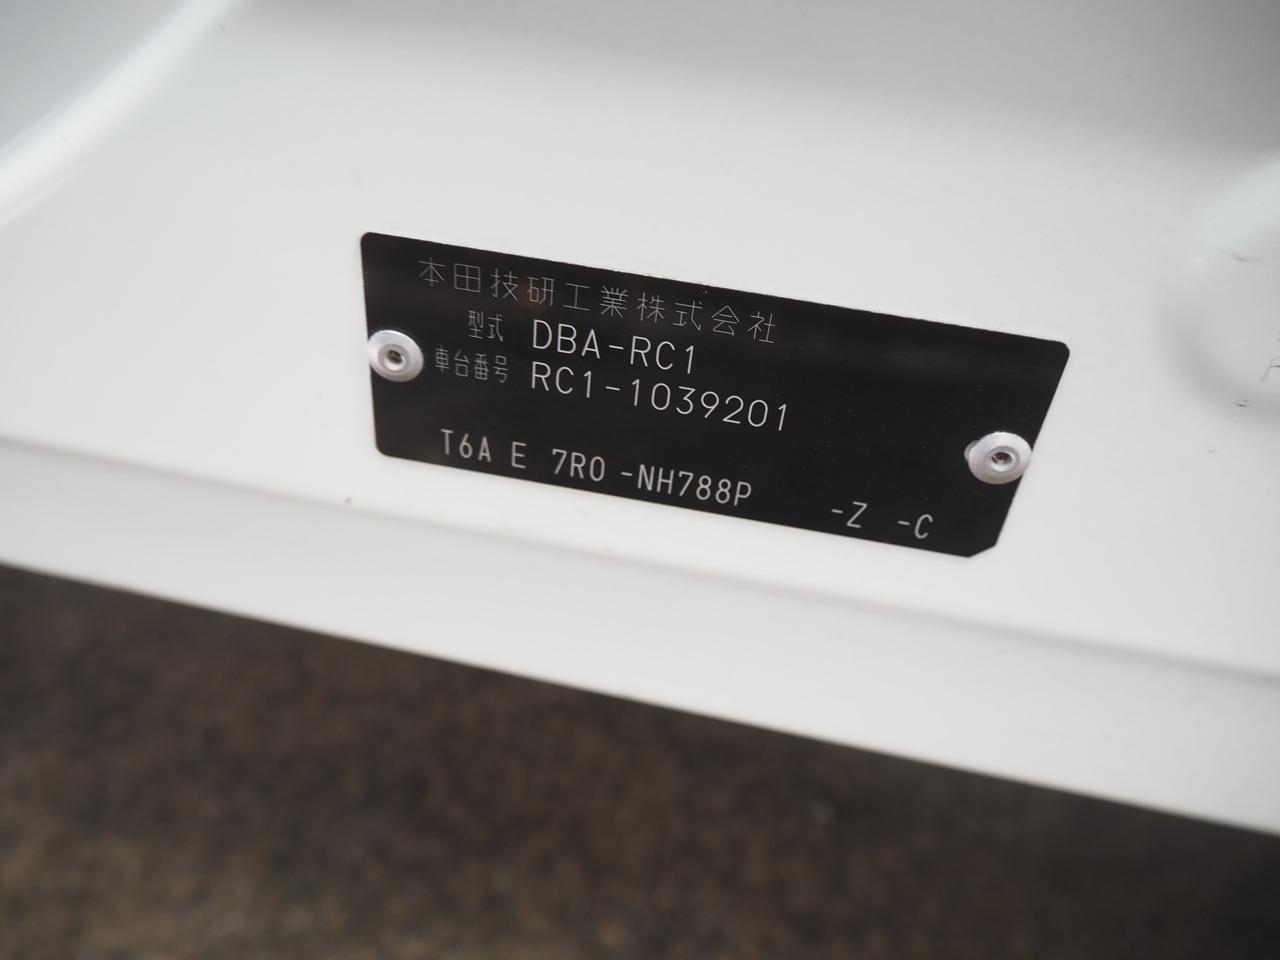 本田技研工業株式会社
型式 DBA-RC1
車台番号 RC1-1039201
T6A E 7R0 -NH788P -Z -C